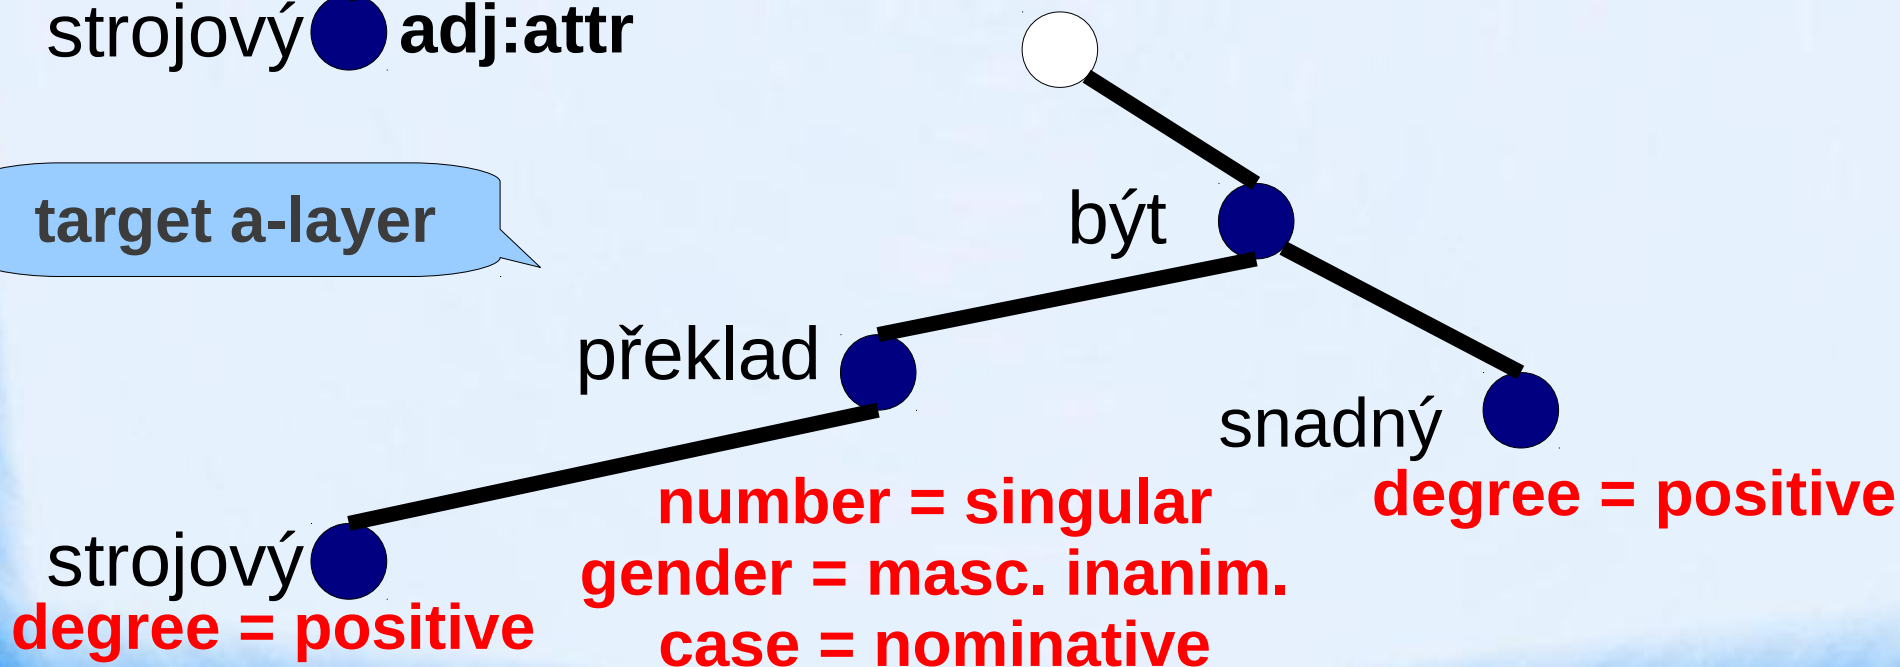 strojový adj:attr
target a-layer
být
překlad
snadný
number = singular
degree = positive
strojový
gender = masc. inanim.
degree = positive
case = nominative